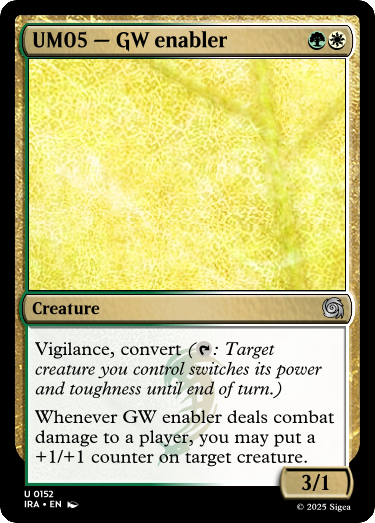 UM05 — GW enabler
Creature
Vigilance, convert (: Target
creature you control switches its power
and toughness until end of turn.)
Whenever GW enabler deals combat
damage to a player, you may put a
+1/+1 counter on target creature.
3/1
U 0152
IRA • EN
© 2025 Sigea